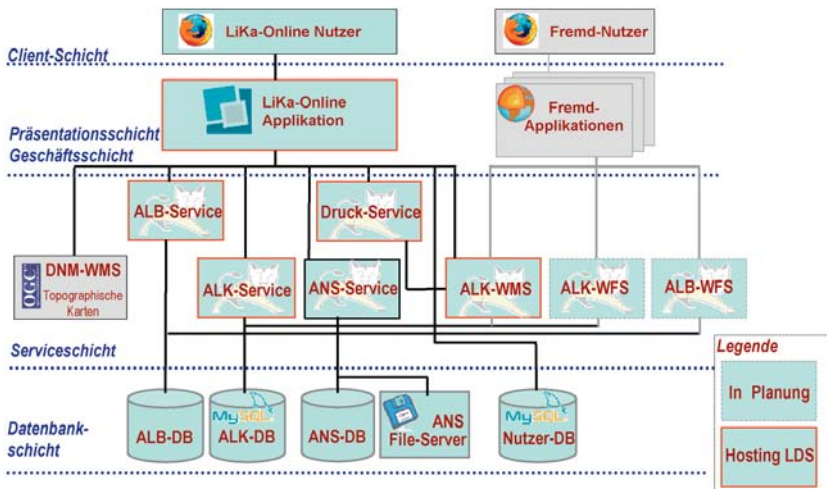 LiKa-Online Nutzer
Fremd-Nutzer
Client-Schicht
LiKa-Online
Applikation
Fremd-
Applikationen
Präsentationsschicht
Geschäftsschicht
ALB-Service
Druck-Service
OGC
DNM-WMS
Topographische
Karten
ALK-Service
ANS-Service
ALK-WMS
ALK-WFS
ALB-WFS
Serviceschicht
Legende
In Planung
Hosting LDS
Datenbank-
schicht
ALB-DB
MySQL
ALK-DB
ANS-DB
ANS
File-Server
MySQL
Nutzer-DB